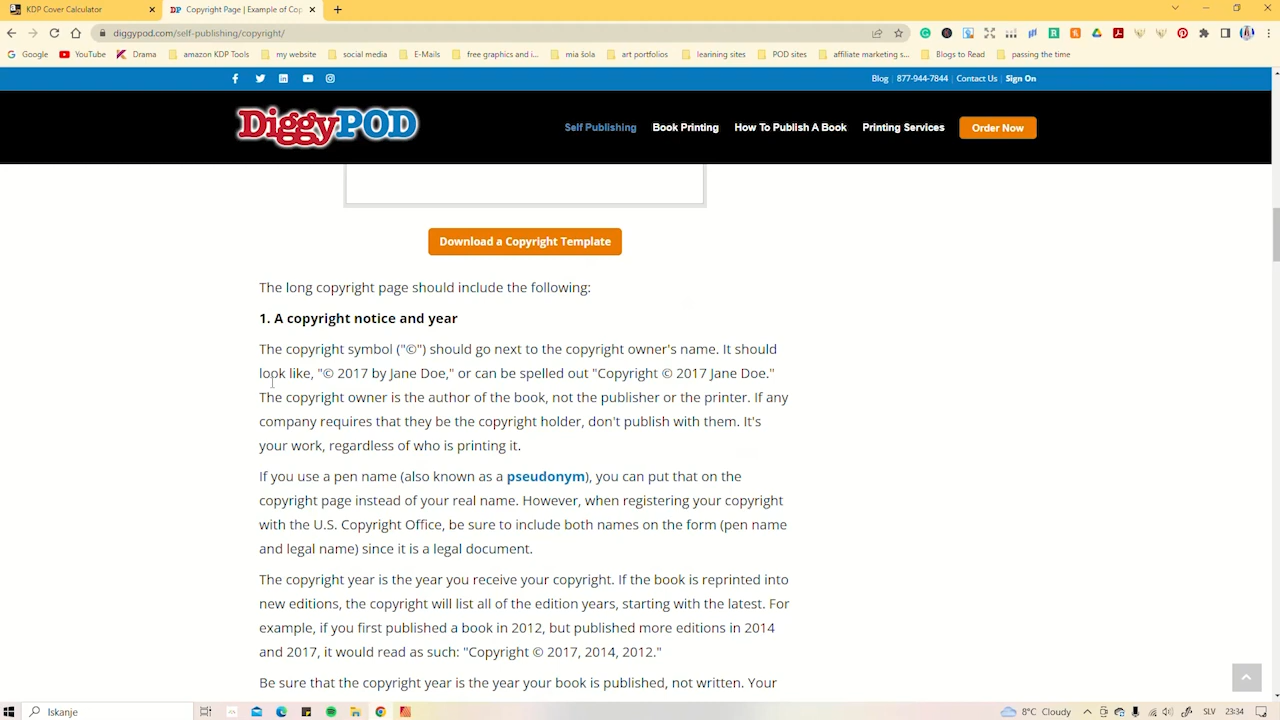 KDP Cover Calculator
Copyright Page | Example of Cop
diggypod.com/self-publishing/copyright/
Google
YouTube
Drama
amazon KDP Tools
my website
social media
E-Mails
free graphics and i...
mia šola
art portfolios
learining sites
POD sites
affiliate marketing s...
Blogs to Read
passing the time
Blog
877-944-7844
Contact Us
Sign On
DiggyPOD
Self Publishing
Book Printing
How To Publish A Book
Printing Services
Order Now
Download a Copyright Template
The long copyright page should include the following:
1. A copyright notice and year
The copyright symbol ("©") should go next to the copyright owner's name. It should
look like, "© 2017 by Jane Doe," or can be spelled out "Copyright © 2017 Jane Doe."
The copyright owner is the author of the book, not the publisher or the printer. If any
company requires that they be the copyright holder, don't publish with them. It's
your work, regardless of who is printing it.
If you use a pen name (also known as a pseudonym), you can put that on the
copyright page instead of your real name. However, when registering your copyright
with the U.S. Copyright Office, be sure to include both names on the form (pen name
and legal name) since it is a legal document.
The copyright year is the year you receive your copyright. If the book is reprinted into
new editions, the copyright will list all of the edition years, starting with the latest. For
example, if you first published a book in 2012, but published more editions in 2014
and 2017, it would read as such: "Copyright © 2017, 2014, 2012."
Be sure that the copyright year is the year your book is published, not written. Your
Iskanje
8°C Cloudy
SLV
23:34